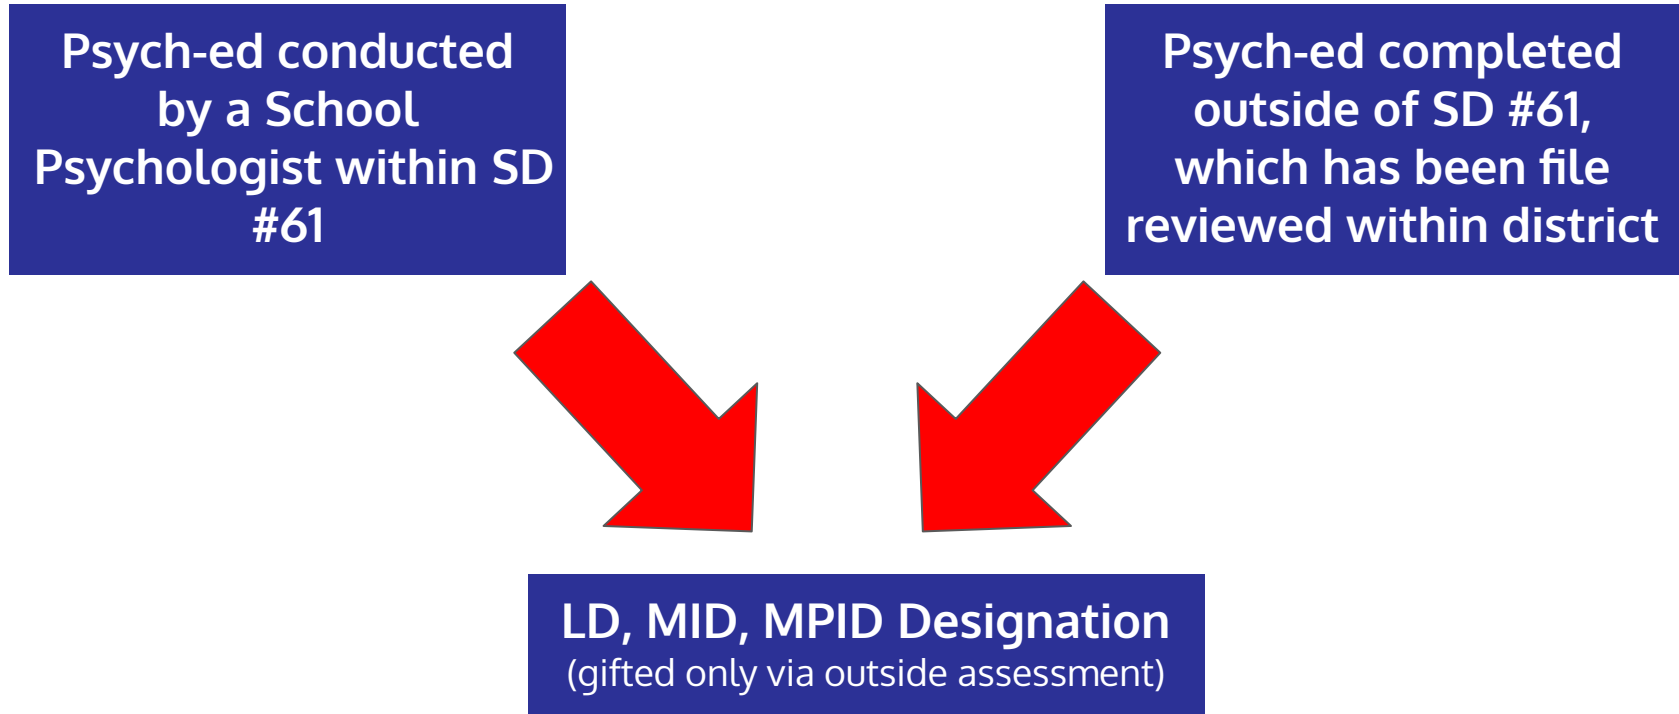 Psych-ed conducted
by a School
Psychologist within SD
#61
Psych-ed completed
outside of SD #61,
which has been file
reviewed within district
LD, MID, MPID Designation
(gifted only via outside assessment)